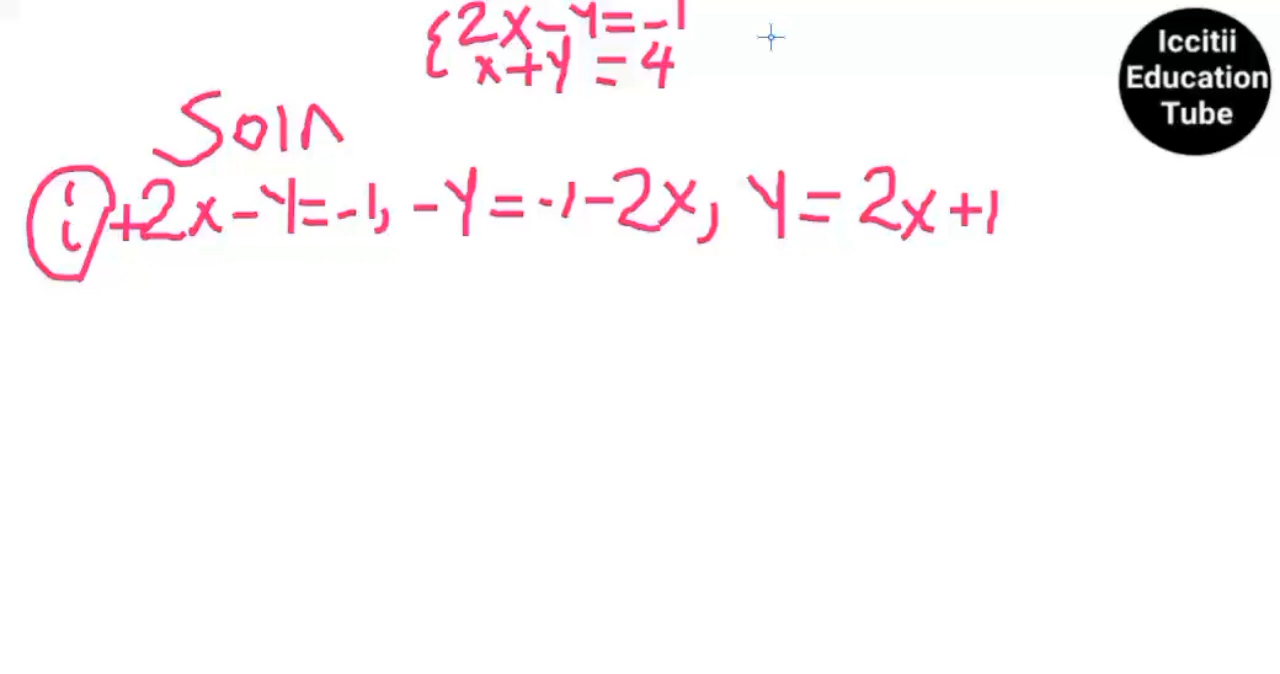 {2x-y=-1
x+y=4
Soln
i +2x-y=-1, -y=-1-2x, y=2x+1
Iccitii
Education
Tube